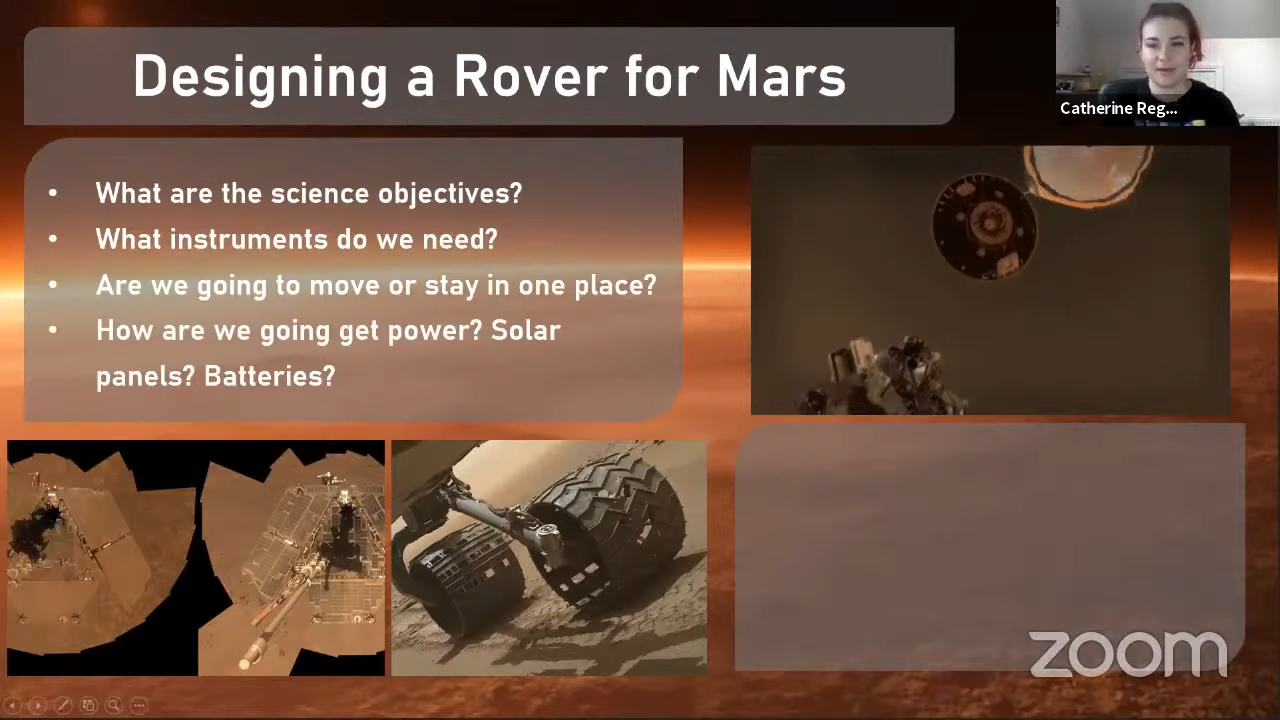 Designing a Rover for Mars
Catherine Reg...
• What are the science objectives?
• What instruments do we need?
• Are we going to move or stay in one place?
• How are we going get power? Solar
panels? Batteries?
zoom